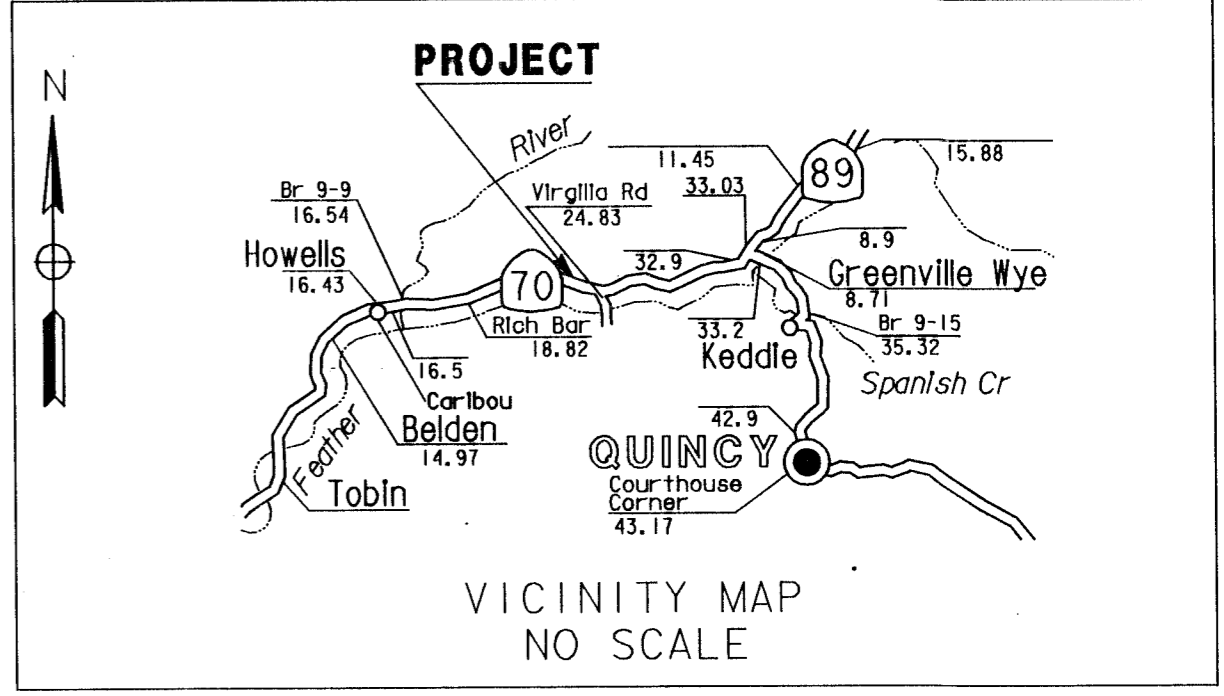 PROJECT
N
River
11.45
15.88
89
33.03
Br 9-9
16.54
Virgilia Rd
24.83
Howells
16.43
8.9
32.9
70
Greenville Wye
8.71
Rich Bar
18.82
33.2
Br 9-15
35.32
Keddie
16.5
Spanish Cr
Caribou
Belden
14.97
42.9
Feather
QUINCY
Courthouse
Corner
43.17
Tobin
VICINITY MAP
NO SCALE